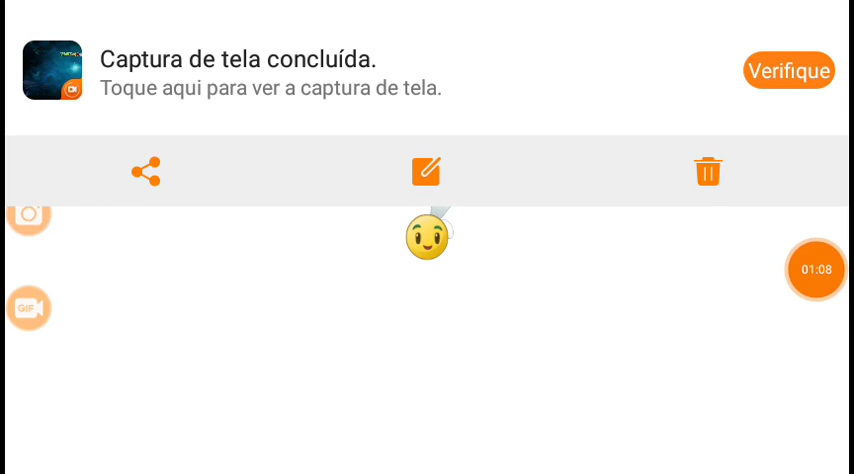 Captura de tela concluída.
Toque aqui para ver a captura de tela.
Verifique
GIF
01:08